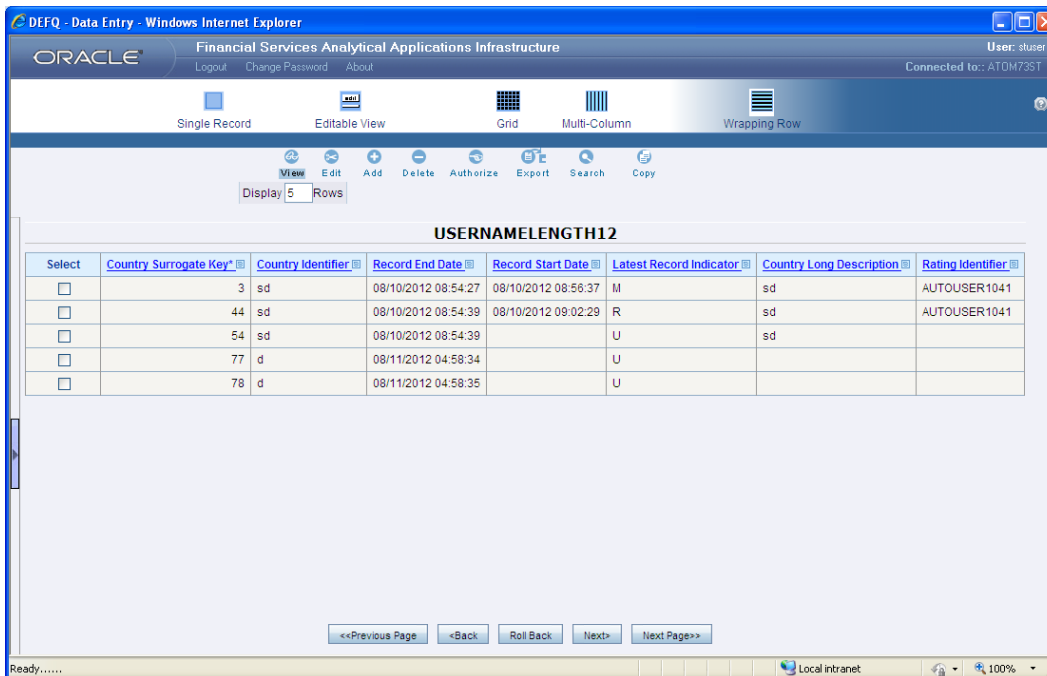 DEFQ - Data Entry - Windows Internet Explorer
ORACLE Financial Services Analytical Applications Infrastructure User: stuser
Logout Change Password About Connected to:: ATOM73ST
Single Record Editable View Grid Multi-Column Wrapping Row
View Edit Add Delete Authorize Export Search Copy
Display 5 Rows
USERNAMELENGTH12
Select Country Surrogate Key* Country Identifier Record End Date Record Start Date Latest Record Indicator Country Long Description Rating Identifier
3 sd 08/10/2012 08:54:27 08/10/2012 08:56:37 M sd AUTOUSER1041
44 sd 08/10/2012 08:54:39 08/10/2012 09:02:29 R sd AUTOUSER1041
54 sd 08/10/2012 08:54:39 U sd
77 d 08/11/2012 04:58:34 U
78 d 08/11/2012 04:58:35 U
<<Previous Page <Back Roll Back Next> Next Page>>
Ready...... Local intranet 100%